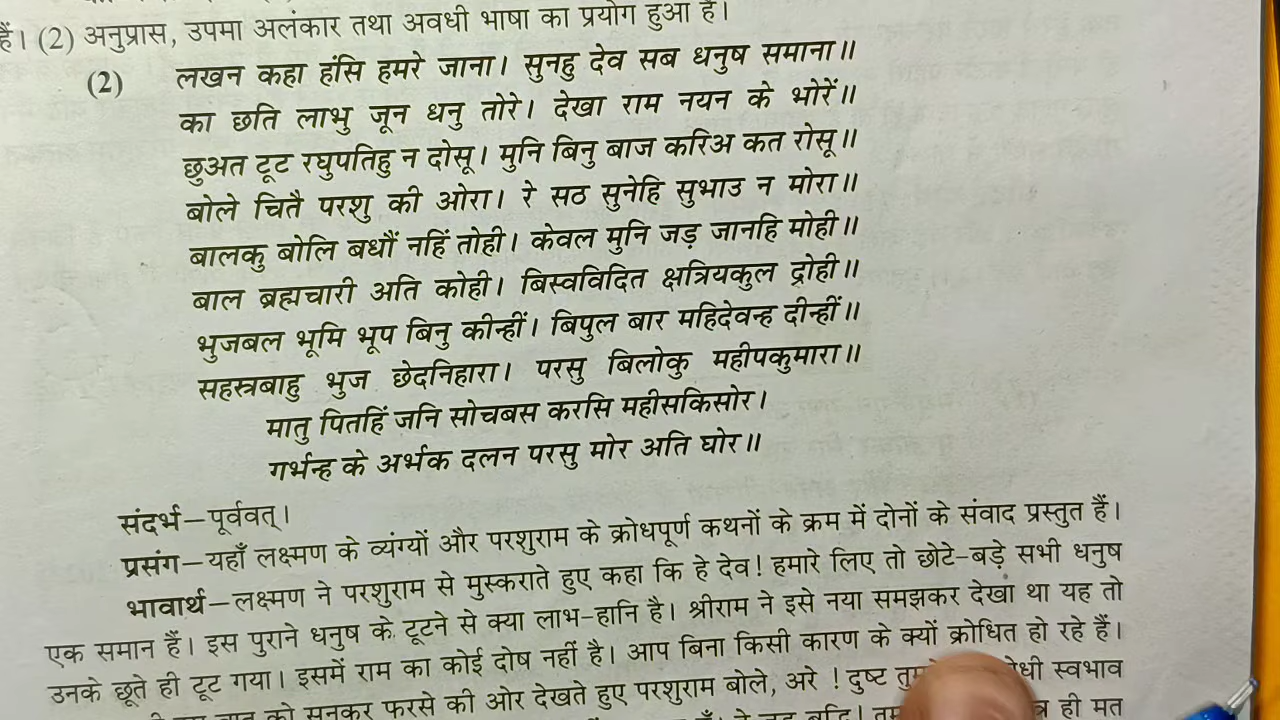 हैं। (2) अनुप्रास, उपमा अलंकार तथा अवधी भाषा का प्रयोग हुआ है।
(2) लखन कहा हंसि हमरे जाना। सुनहु देव सब धनुष समाना॥
का छति लाभु जून धनु तोरे। देखा राम नयन के भोरें॥
छुअत टूट रघुपतिहु न दोसू। मुनि बिनु बाज करिअ कत रोसू॥
बोले चितै परशु की ओरा। रे सठ सुनेहि सुभाउ न मोरा॥
बालकु बोलि बधौं नहिं तोही। केवल मुनि जड़ जानहि मोही॥
बाल ब्रह्मचारी अति कोही। बिस्वविदित क्षत्रियकुल द्रोही॥
भुजबल भूमि भूप बिनु कीन्हीं। बिपुल बार महिदेवन्ह दीन्हीं॥
सहस्त्रबाहु भुज छेदनिहारा। परसु बिलोकु महीपकुमारा॥
मातु पितहिं जनि सोचबस करसि महीसकिसोर।
गर्भन्ह के अर्भक दलन परसु मोर अति घोर॥
संदर्भ—पूर्ववत्।
प्रसंग—यहाँ लक्ष्मण के व्यंग्यों और परशुराम के क्रोधपूर्ण कथनों के क्रम में दोनों के संवाद प्रस्तुत हैं।
भावार्थ—लक्ष्मण ने परशुराम से मुस्कराते हुए कहा कि हे देव! हमारे लिए तो छोटे-बड़े सभी धनुष
एक समान हैं। इस पुराने धनुष के टूटने से क्या लाभ-हानि है। श्रीराम ने इसे नया समझकर देखा था यह तो
उनके छूते ही टूट गया। इसमें राम का कोई दोष नहीं है। आप बिना किसी कारण के क्यों क्रोधित हो रहे हैं।
को सुनकर फरसे की ओर देखते हुए परशुराम बोले, अरे ! दुष्ट स्वभाव
ही मत